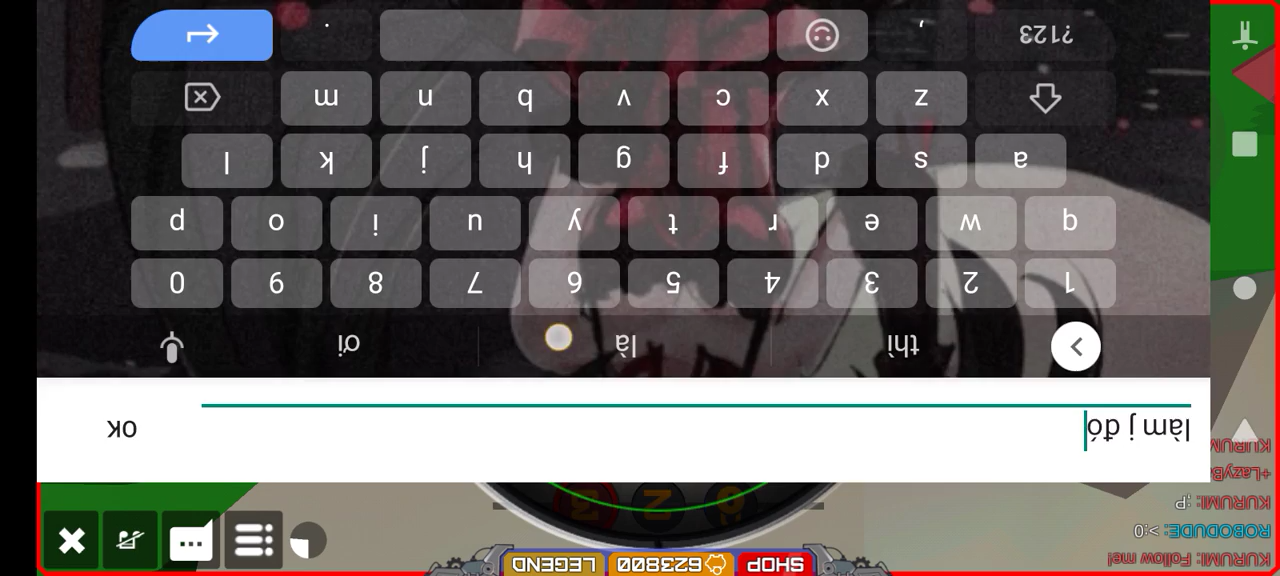 SHOP 623800 LEGEND
KURUMI: Follow me!
ROBODUDE: >:0
KURUMI: ;P
làm j đó
OK
thì là ơi
1 2 3 4 5 6 7 8 9 0
q w e r t y u i o p
a s d f g h j k l
z x c v b n m
?123 , .